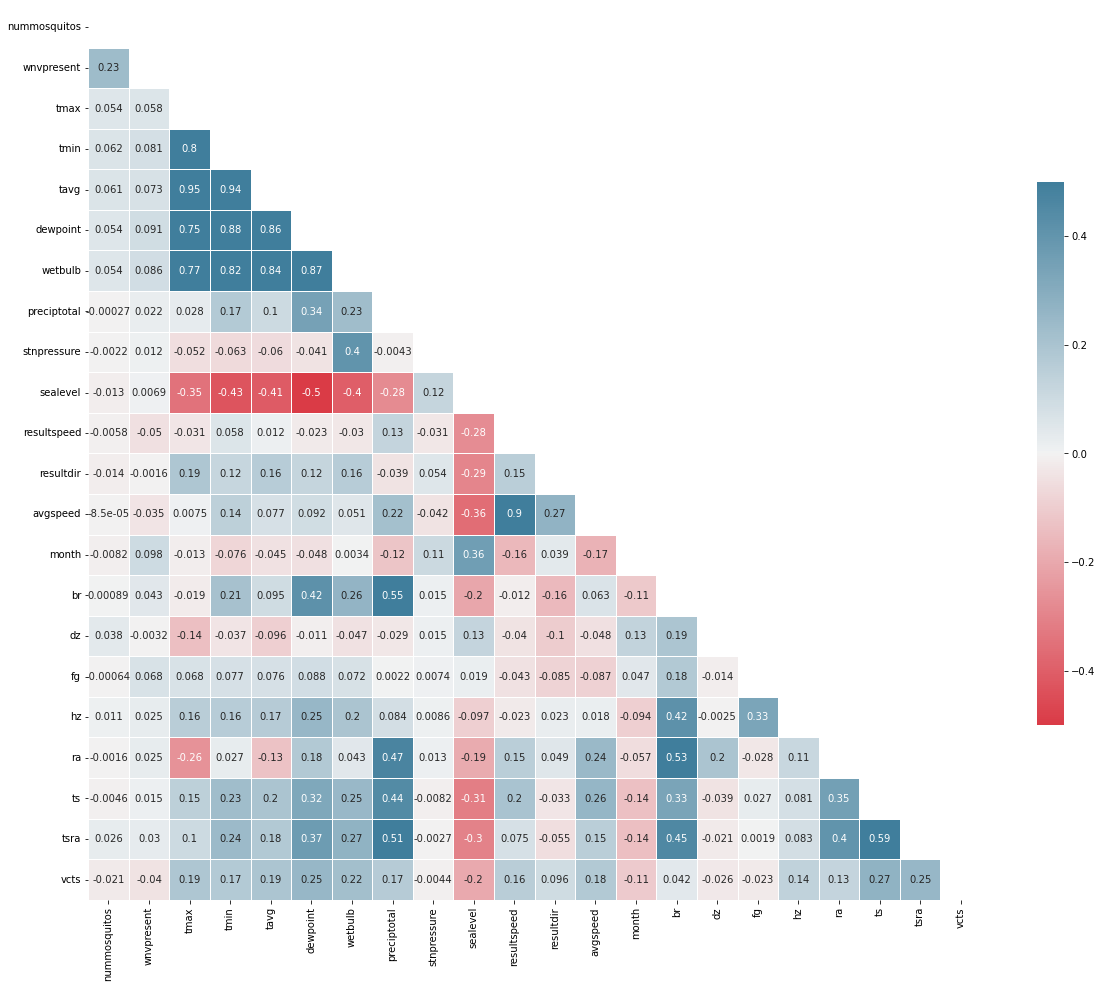 nummosquitos
wnvpresent 0.23
tmax 0.054 0.058
tmin 0.062 0.081 0.8
tavg 0.061 0.073 0.95 0.94
dewpoint 0.054 0.091 0.75 0.88 0.86
wetbulb 0.054 0.086 0.77 0.82 0.84 0.87
preciptotal -0.00027 0.022 0.028 0.17 0.1 0.34 0.23
stnpressure -0.0022 0.012 -0.052 -0.063 -0.06 -0.041 0.4 -0.0043
sealevel -0.013 0.0069 -0.35 -0.43 -0.41 -0.5 -0.4 -0.28 0.12
resultspeed -0.0058 -0.05 -0.031 0.058 0.012 -0.023 -0.03 0.13 -0.031 -0.28
resultdir -0.014 -0.0016 0.19 0.12 0.16 0.12 0.16 -0.039 0.054 -0.29 0.15
avgspeed -8.5e-05 -0.035 0.0075 0.14 0.077 0.092 0.051 0.22 -0.042 -0.36 0.9 0.27
month -0.0082 0.098 -0.013 -0.076 -0.045 -0.048 0.0034 -0.12 0.11 0.36 -0.16 0.039 -0.17
br -0.00089 0.043 -0.019 0.21 0.095 0.42 0.26 0.55 0.015 -0.2 -0.012 -0.16 0.063 -0.11
dz 0.038 -0.0032 -0.14 -0.037 -0.096 -0.011 -0.047 -0.029 0.015 0.13 -0.04 -0.1 -0.048 0.13 0.19
fg -0.00064 0.068 0.068 0.077 0.076 0.088 0.072 0.0022 0.0074 0.019 -0.043 -0.085 -0.087 0.047 0.18 -0.014
hz 0.011 0.025 0.16 0.16 0.17 0.25 0.2 0.084 0.0086 -0.097 -0.023 0.023 0.018 -0.094 0.42 -0.0025 0.33
ra -0.0016 0.025 -0.26 0.027 -0.13 0.18 0.043 0.47 0.013 -0.19 0.15 0.049 0.24 -0.057 0.53 0.2 -0.028 0.11
ts -0.0046 0.015 0.15 0.23 0.2 0.32 0.25 0.44 -0.0082 -0.31 0.2 -0.033 0.26 -0.14 0.33 -0.039 0.027 0.081 0.35
tsra 0.026 0.03 0.1 0.24 0.18 0.37 0.27 0.51 -0.0027 -0.3 0.075 -0.055 0.15 -0.14 0.45 -0.021 0.0019 0.083 0.4 0.59
vcts -0.021 -0.04 0.19 0.17 0.19 0.25 0.22 0.17 -0.0044 -0.2 0.16 0.096 0.18 -0.11 0.042 -0.026 -0.023 0.14 0.13 0.27 0.25
nummosquitos wnvpresent tmax tmin tavg dewpoint wetbulb preciptotal stnpressure sealevel resultspeed resultdir avgspeed month br dz fg hz ra ts tsra vcts
0.4
0.2
0.0
−0.2
−0.4